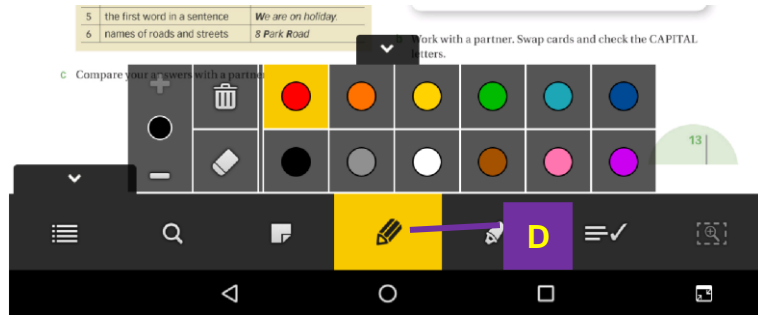 5 the first word in a sentence We are on holiday.
6 names of roads and streets 8 Park Road
c Compare your answers with a partner
Work with a partner. Swap cards and check the CAPITAL
letters.
13
D